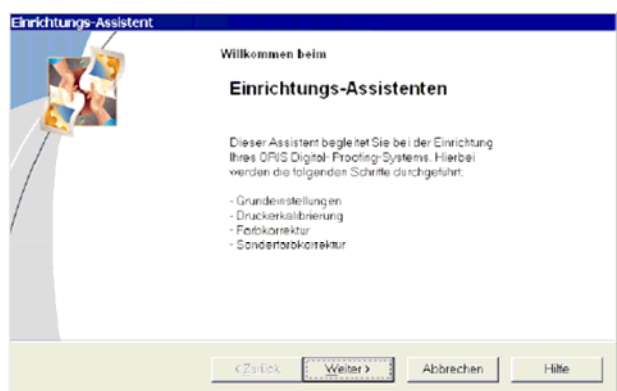 Einrichtungs-Assistent
Willkommen beim
Einrichtungs-Assistenten
Dieser Assistent begleitet Sie bei der Einrichtung
Ihres ORIS Digital- Proofing-Systems. Hierbei
werden die folgenden Schritte durchgeführt:
- Grundeinstellungen
- Druckerkalibrierung
- Farbkorrektur
- Sonderfarbkorrektur
< Zurück
Weiter >
Abbrechen
Hilfe